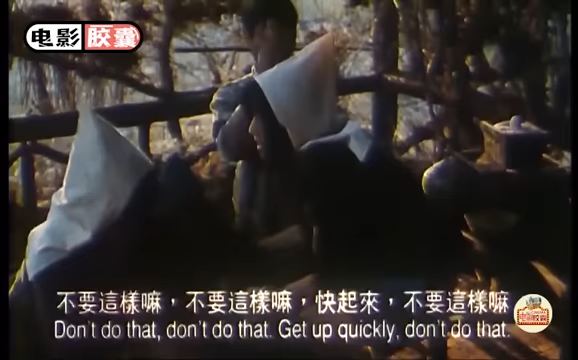 电影胶囊
不要這樣嘛，不要這樣嘛，快起來，不要這樣嘛
Don't do that, don't do that. Get up quickly, don't do that.